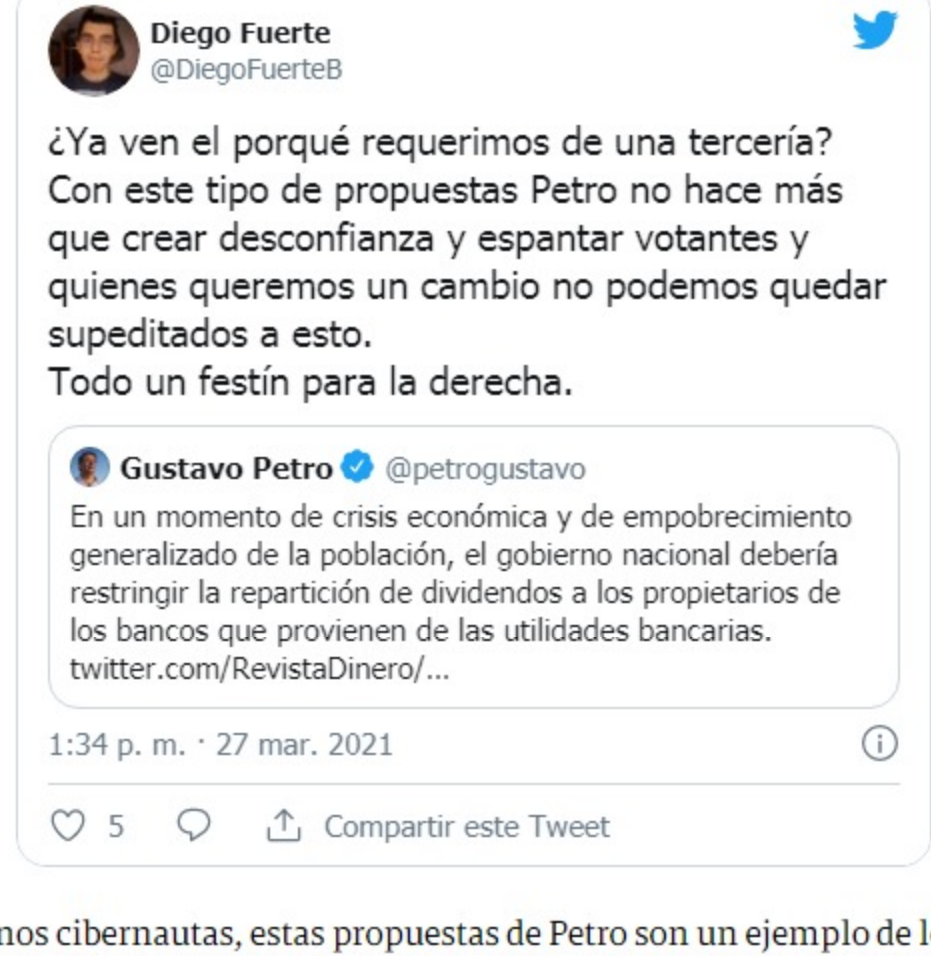 Diego Fuerte
@DiegoFuerteB
¿Ya ven el porqué requerimos de una tercería?
Con este tipo de propuestas Petro no hace más
que crear desconfianza y espantar votantes y
quienes queremos un cambio no podemos quedar
supeditados a esto.
Todo un festín para la derecha.
Gustavo Petro @petrogustavo
En un momento de crisis económica y de empobrecimiento
generalizado de la población, el gobierno nacional debería
restringir la repartición de dividendos a los propietarios de
los bancos que provienen de las utilidades bancarias.
twitter.com/RevistaDinero/...
1:34 p. m. · 27 mar. 2021
5 Compartir este Tweet
nos cibernautas, estas propuestas de Petro son un ejemplo de